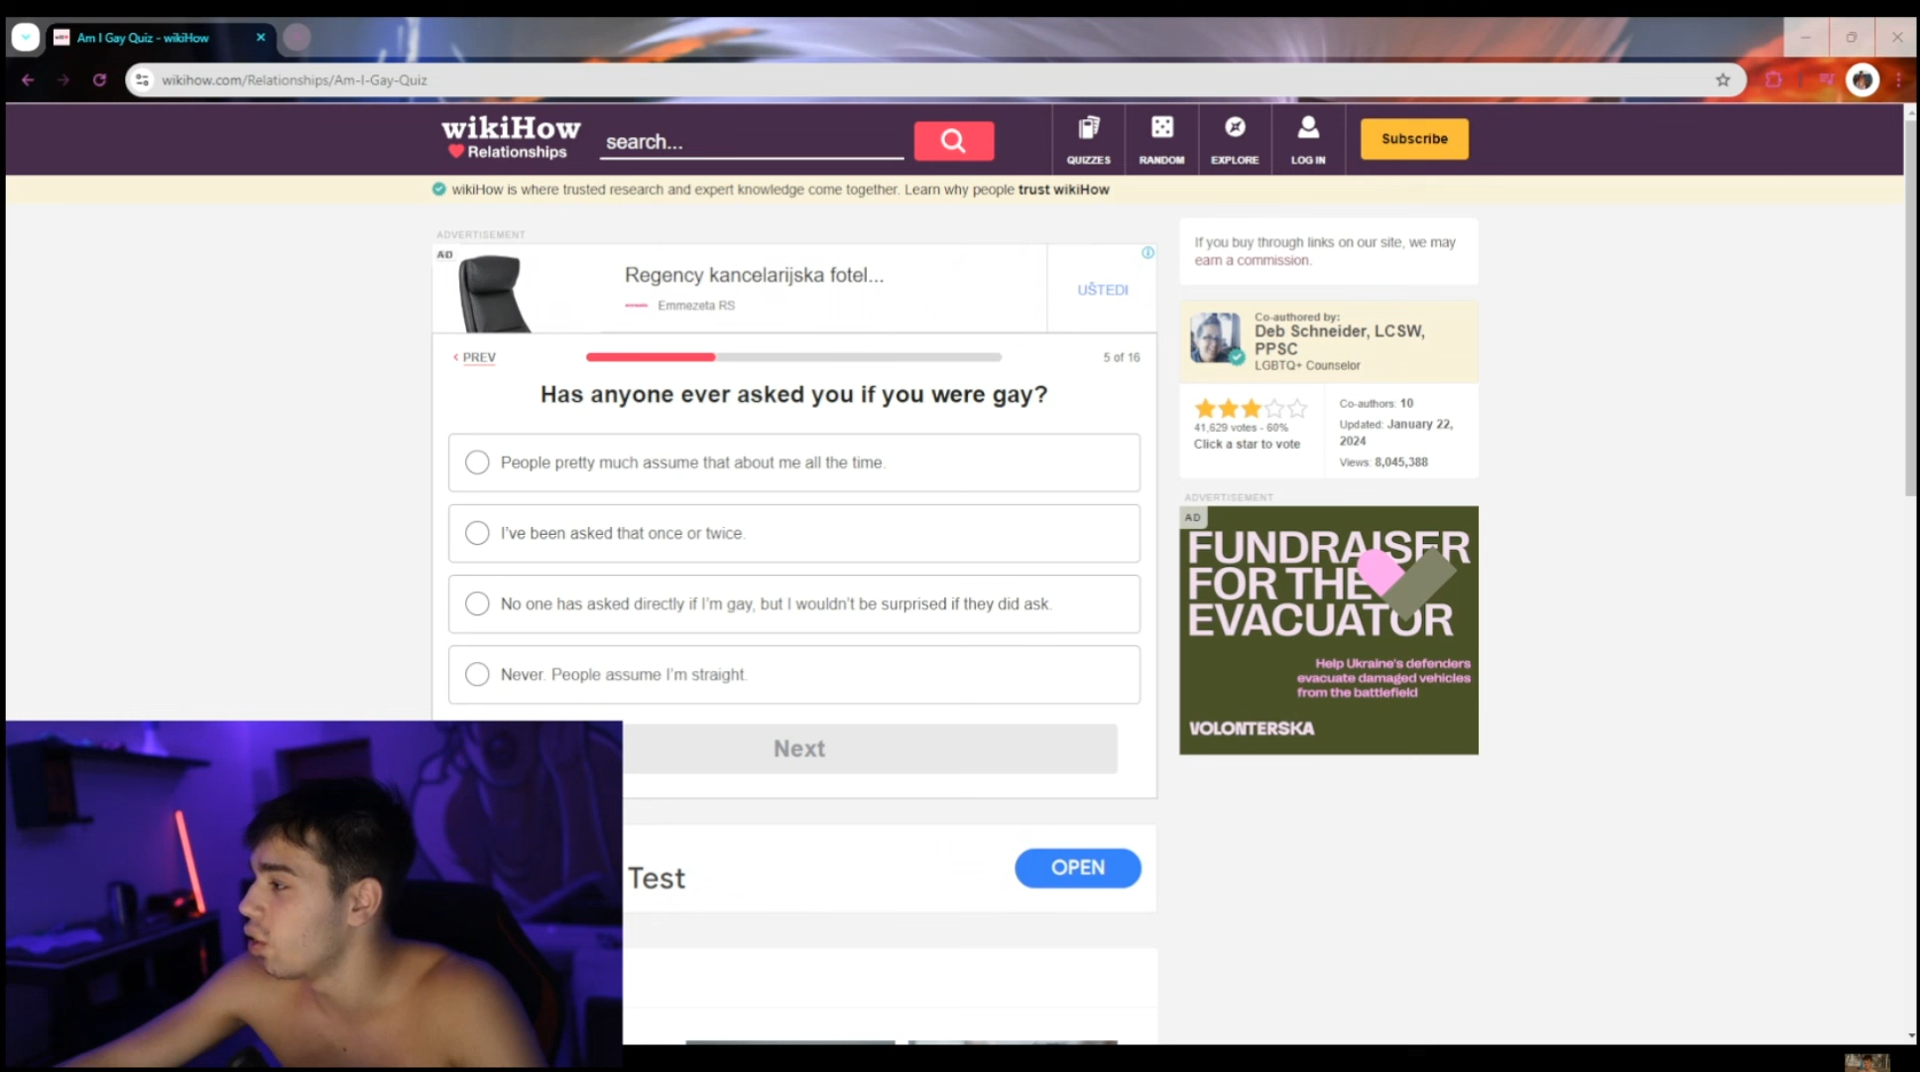 Am I Gay Quiz - wikiHow
wikihow.com/Relationships/Am-I-Gay-Quiz
wikiHow
Relationships
search...
QUIZZES
RANDOM
EXPLORE
LOG IN
Subscribe
wikiHow is where trusted research and expert knowledge come together. Learn why people trust wikiHow
ADVERTISEMENT
AD
Regency kancelarijska fotel...
Emmezeta RS
UŠTEDI
PREV
5 of 16
Has anyone ever asked you if you were gay?
People pretty much assume that about me all the time.
I've been asked that once or twice.
No one has asked directly if I'm gay, but I wouldn't be surprised if they did ask.
Never. People assume I'm straight.
Next
Test
OPEN
If you buy through links on our site, we may
earn a commission.
Co-authored by:
Deb Schneider, LCSW,
PPSC
LGBTQ+ Counselor
41,629 votes - 60%
Click a star to vote
Co-authors: 10
Updated: January 22,
2024
Views: 8,045,388
ADVERTISEMENT
AD
FUNDRAISER
FOR THE
EVACUATOR
Help Ukraine's defenders
evacuate damaged vehicles
from the battlefield
VOLONTERSKA